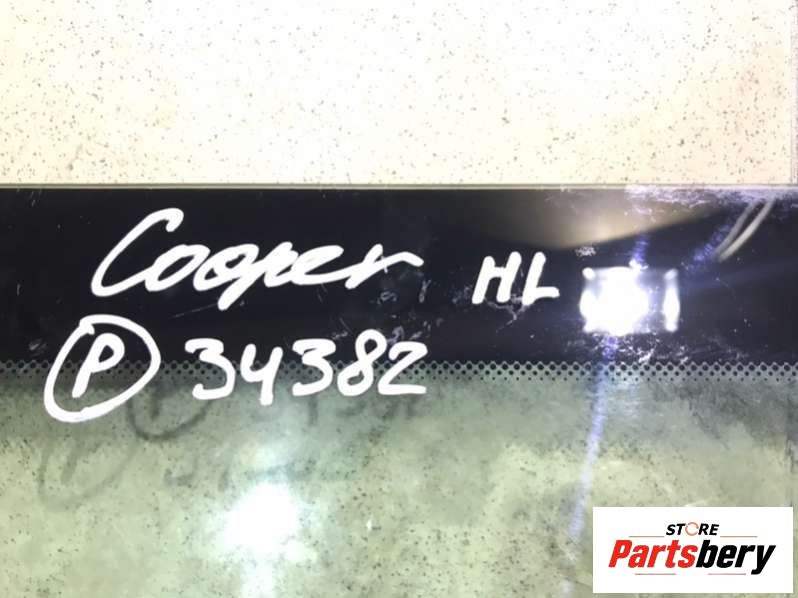 Cooper HL
P 34382
STORE
Partsbery